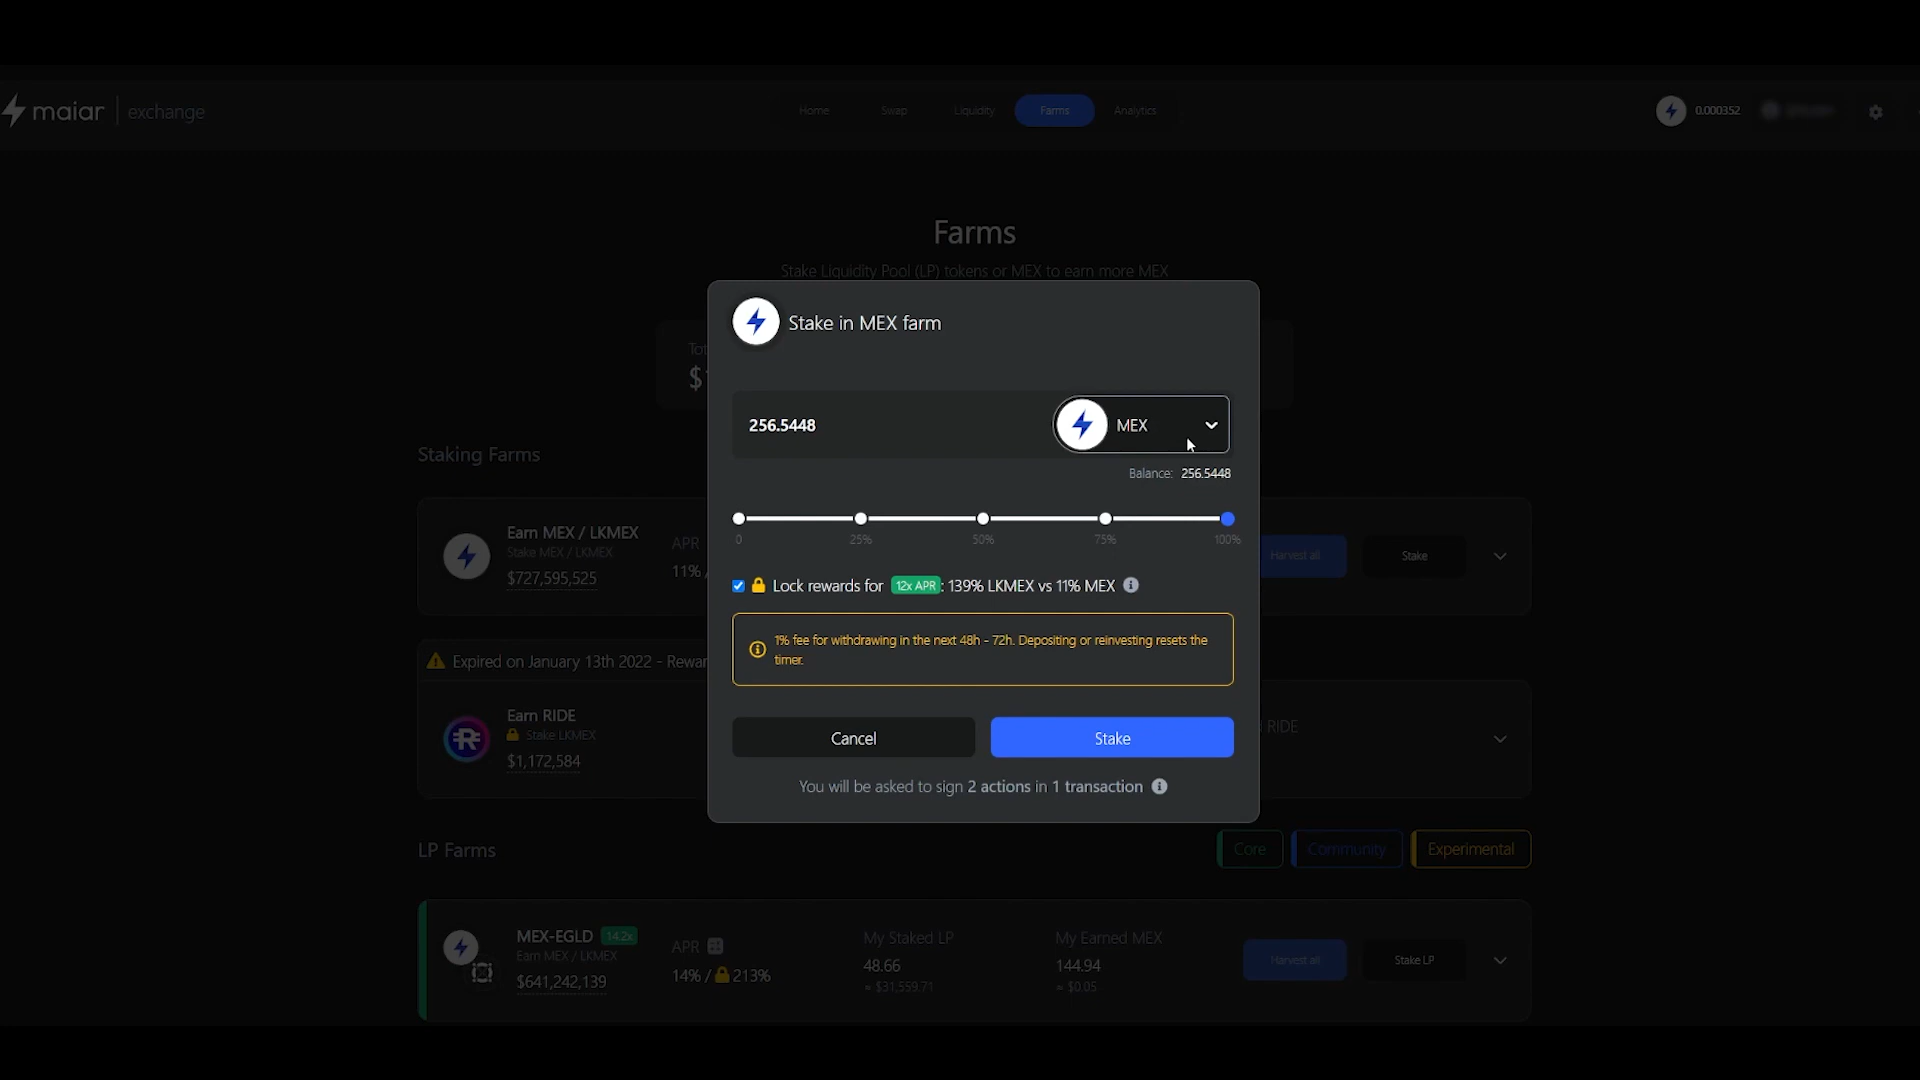 maiar exchange
Home
Swap
Liquidity
Farms
Analytics
0.000352
Farms
Stake Liquidity Pool (LP) tokens or MEX to earn more MEX
Stake in MEX farm
256.5448
MEX
Balance: 256.5448
0 25% 50% 75% 100%
Lock rewards for 12x APR : 139% LKMEX vs 11% MEX
1% fee for withdrawing in the next 48h - 72h. Depositing or reinvesting resets the
timer.
Cancel
Stake
You will be asked to sign 2 actions in 1 transaction
Staking Farms
Earn MEX / LKMEX
Stake MEX / LKMEX
$727,595,525
APR
11% /
Harvest all
Stake
Expired on January 13th 2022 -
Earn RIDE
Stake LKMEX
$1,172,584
RIDE
LP Farms
Core
Community
Experimental
MEX-EGLD 14.2x
Earn MEX / LKMEX
$641,242,139
APR
14% / 213%
My Staked LP
48.66
≈ $31,559.71
My Earned MEX
144.94
≈ $0.05
Harvest all
Stake LP